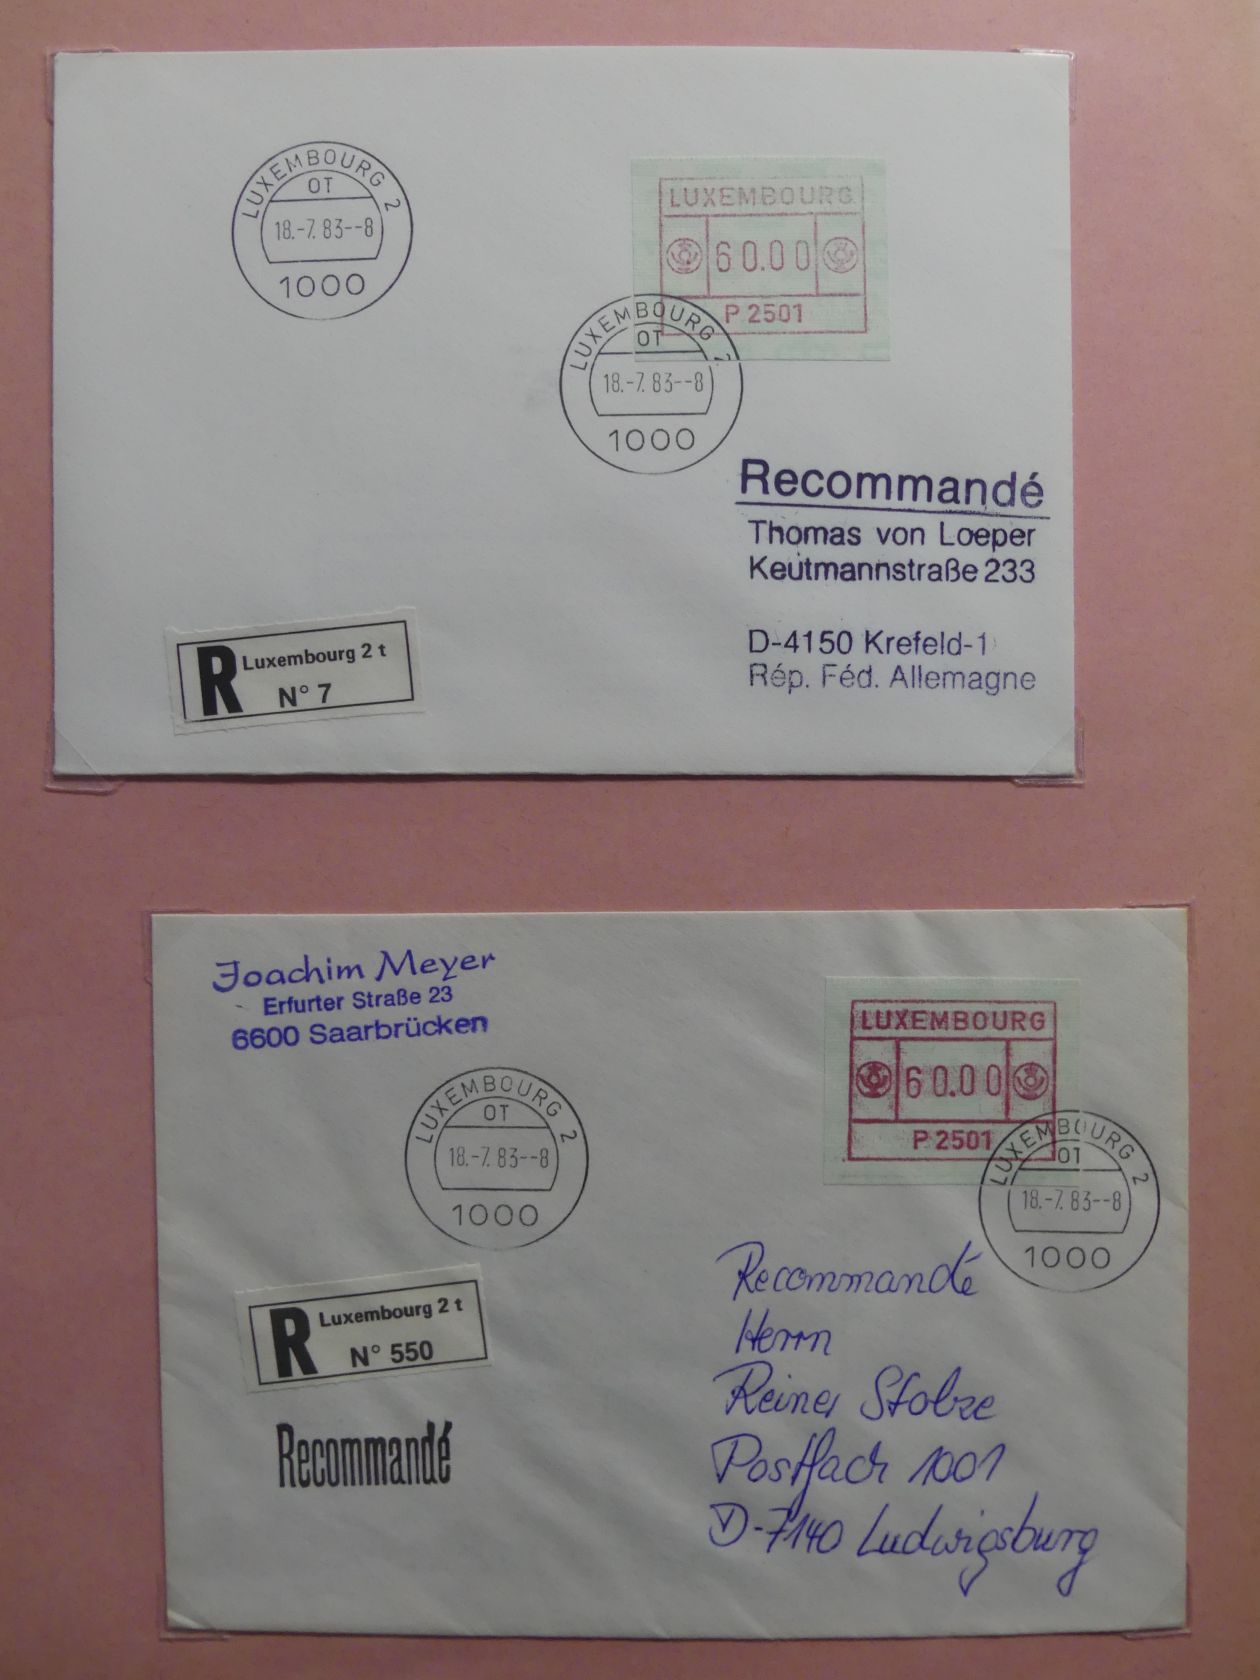 LUXEMBOURG 2
OT
18.-7.83--8
1000
LUXEMBOURG
60.00
P 2501
LUXEMBOURG 2
OT
18.-7.83--8
1000
Recommandé
Thomas von Loeper
Keutmannstraße 233
D-4150 Krefeld-1
Rép. Féd. Allemagne
R Luxembourg 2 t
N° 7
Joachim Meyer
Erfurter Straße 23
6600 Saarbrücken
LUXEMBOURG 2
OT
18.-7.83--8
1000
LUXEMBOURG
60.00
P 2501
LUXEMBOURG 2
OT
18.-7.83--8
1000
R Luxembourg 2 t
N° 550
Recommandé
Recommandé
Herrn
Reiner Stolze
Postfach 1001
D-7140 Ludwigsburg